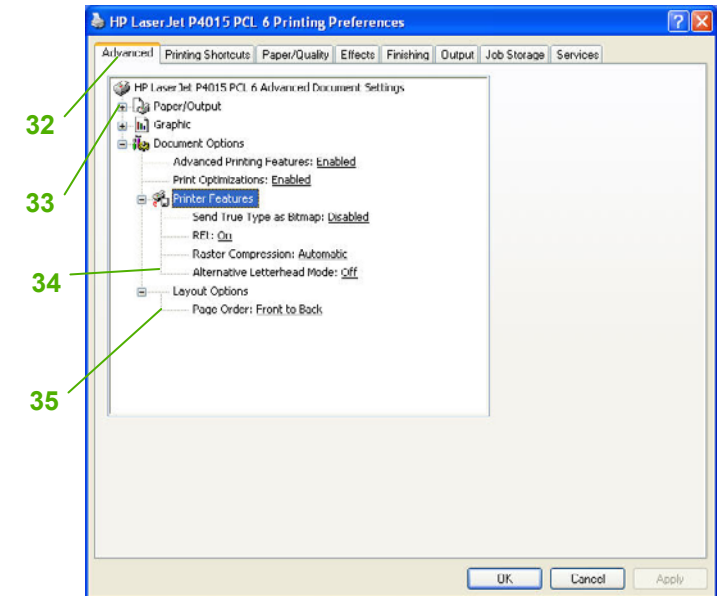 HP LaserJet P4015 PCL 6 Printing Preferences
Advanced Printing Shortcuts Paper/Quality Effects Finishing Output Job Storage Services
HP LaserJet P4015 PCL 6 Advanced Document Settings
32
Paper/Output
Graphic
Document Options
Advanced Printing Features: Enabled
Print Optimizations: Enabled
33
Printer Features
Send True Type as Bitmap: Disabled
REt: On
Raster Compression: Automatic
34
Alternative Letterhead Mode: Off
Layout Options
Page Order: Front to Back
35
OK Cancel Apply